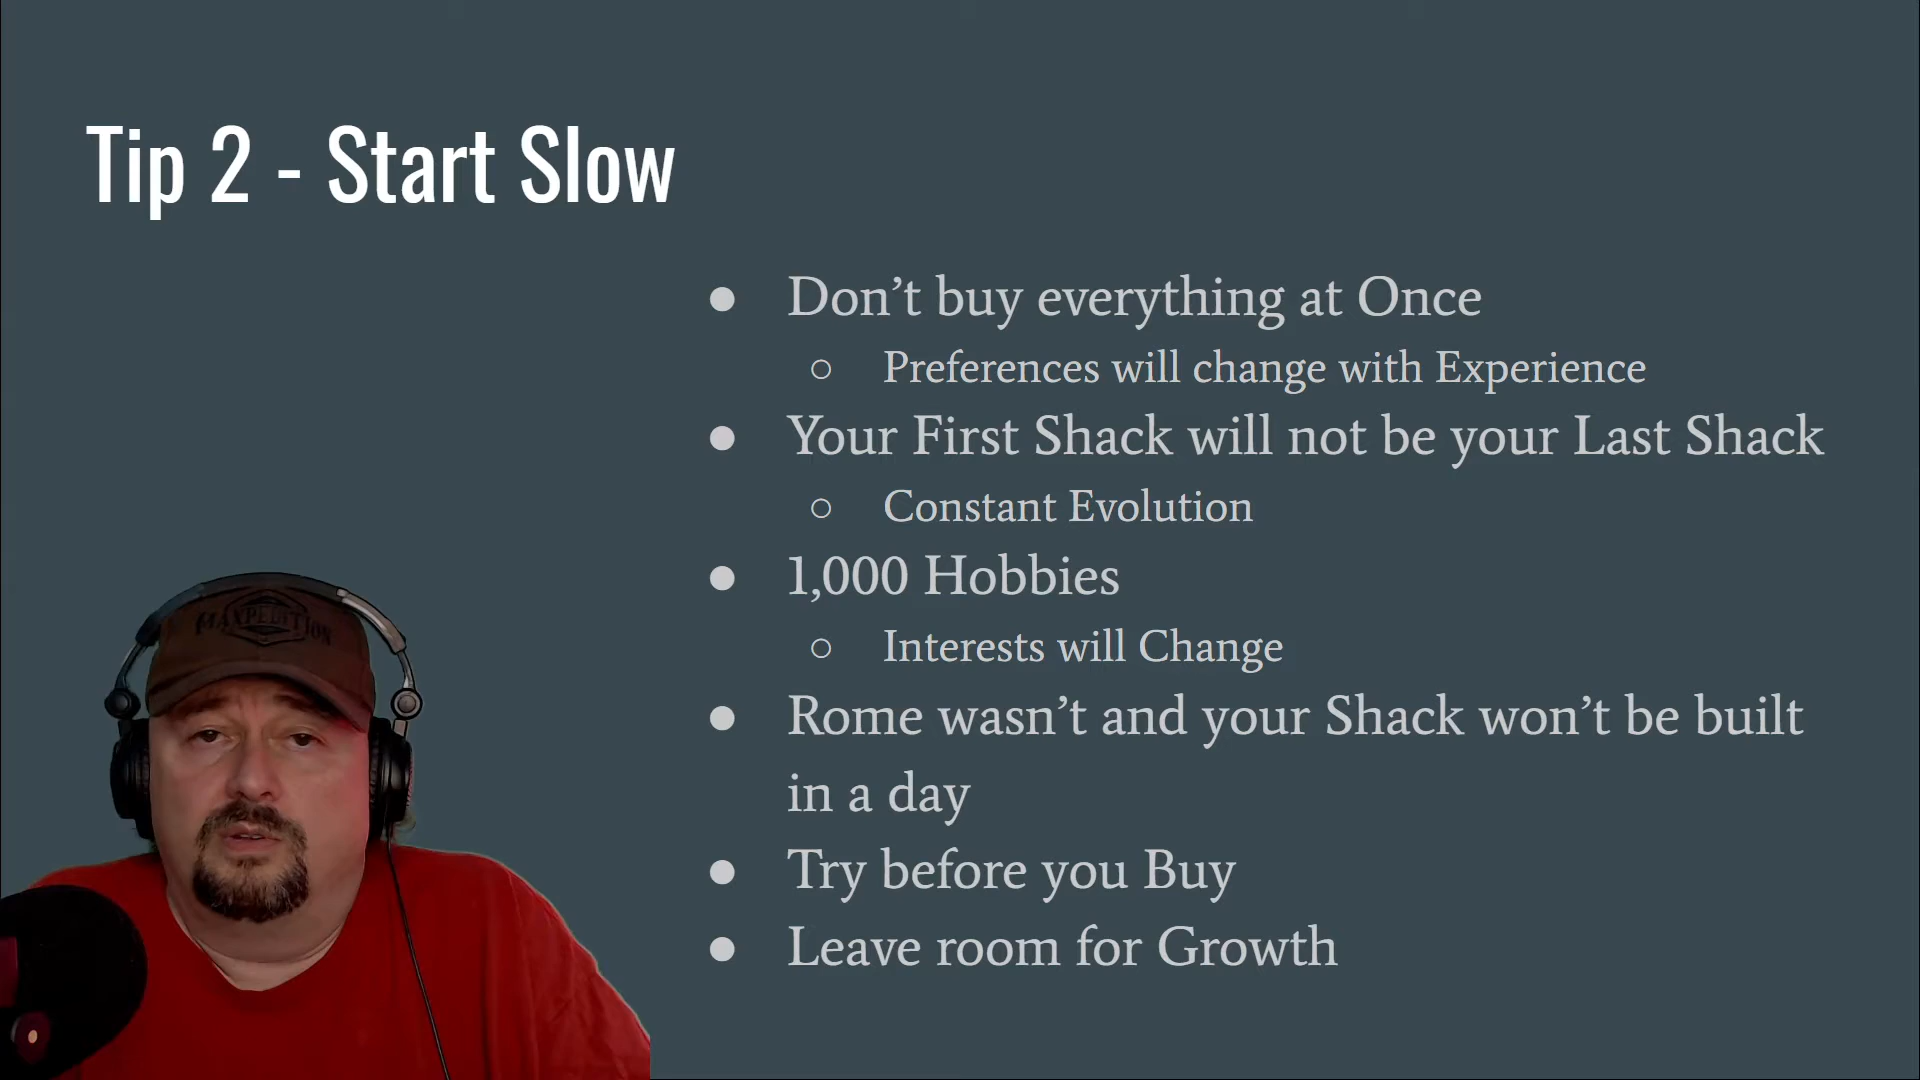 Tip 2 - Start Slow
● Don’t buy everything at Once
○ Preferences will change with Experience
● Your First Shack will not be your Last Shack
○ Constant Evolution
● 1,000 Hobbies
○ Interests will Change
● Rome wasn’t and your Shack won’t be built
in a day
● Try before you Buy
● Leave room for Growth
MAXPEDITION